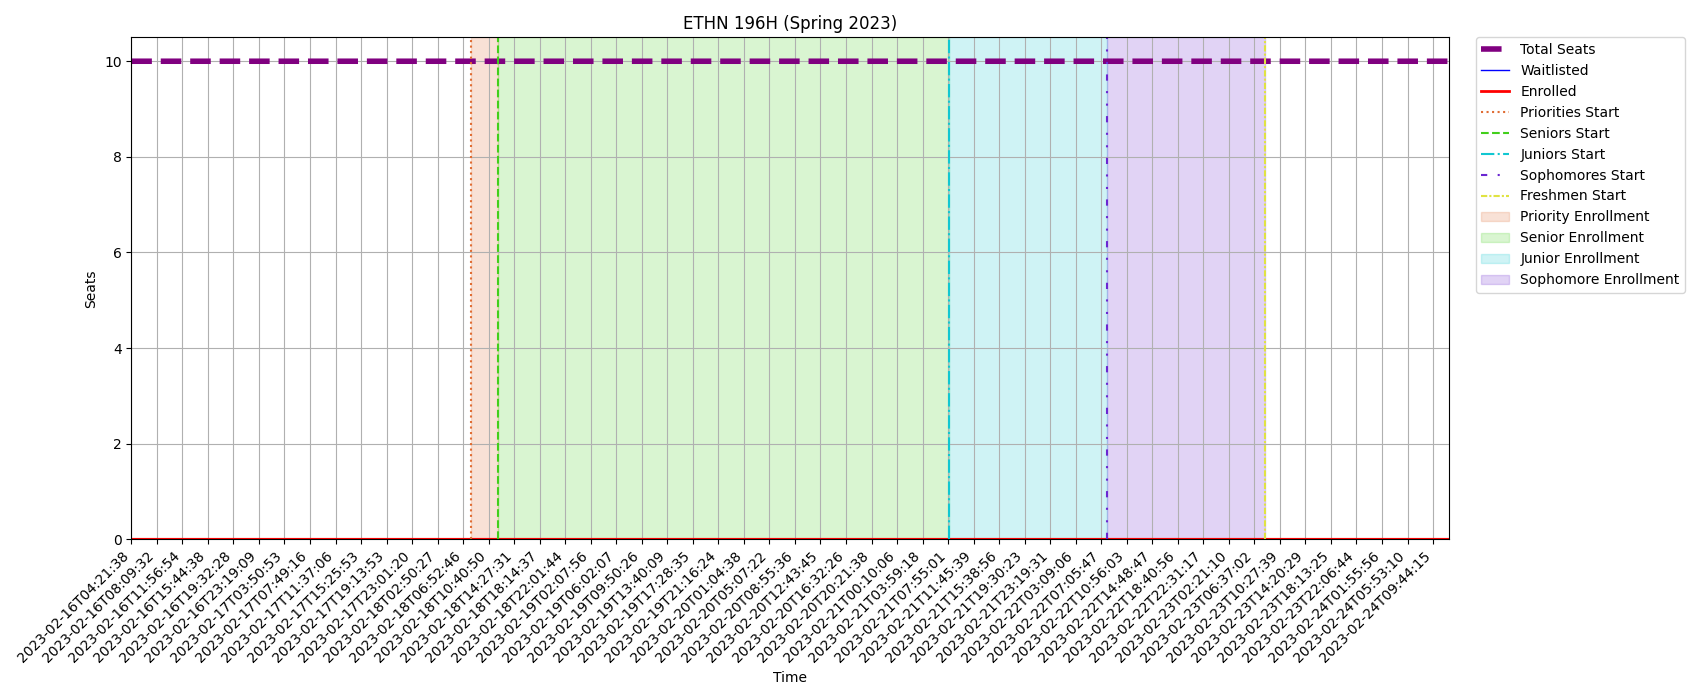 ETHN 196H (Spring 2023)
Total Seats
Waitlisted
Enrolled
Priorities Start
Seniors Start
Juniors Start
Sophomores Start
Freshmen Start
Priority Enrollment
Senior Enrollment
Junior Enrollment
Sophomore Enrollment
Seats
10
8
6
4
2
0
2023-02-16T04:21:38
2023-02-16T08:09:32
2023-02-16T11:56:54
2023-02-16T15:44:38
2023-02-16T19:32:28
2023-02-16T23:19:09
2023-02-17T03:50:53
2023-02-17T07:49:16
2023-02-17T11:37:06
2023-02-17T15:25:53
2023-02-17T19:13:53
2023-02-17T23:01:20
2023-02-18T02:50:27
2023-02-18T06:52:46
2023-02-18T10:40:50
2023-02-18T14:27:31
2023-02-18T18:14:37
2023-02-18T22:01:44
2023-02-19T02:07:56
2023-02-19T06:02:07
2023-02-19T09:50:26
2023-02-19T13:40:09
2023-02-19T17:28:35
2023-02-19T21:16:24
2023-02-20T01:04:38
2023-02-20T05:07:22
2023-02-20T08:55:36
2023-02-20T12:43:45
2023-02-20T16:32:26
2023-02-20T20:21:38
2023-02-21T00:10:06
2023-02-21T03:59:18
2023-02-21T07:55:01
2023-02-21T11:45:39
2023-02-21T15:38:56
2023-02-21T19:30:23
2023-02-21T23:19:31
2023-02-22T03:09:06
2023-02-22T07:05:47
2023-02-22T10:56:03
2023-02-22T14:48:47
2023-02-22T18:40:56
2023-02-22T22:31:17
2023-02-23T02:21:10
2023-02-23T06:37:02
2023-02-23T10:27:39
2023-02-23T14:20:29
2023-02-23T18:13:25
2023-02-23T22:06:44
2023-02-24T01:55:56
2023-02-24T05:53:10
2023-02-24T09:44:15
Time